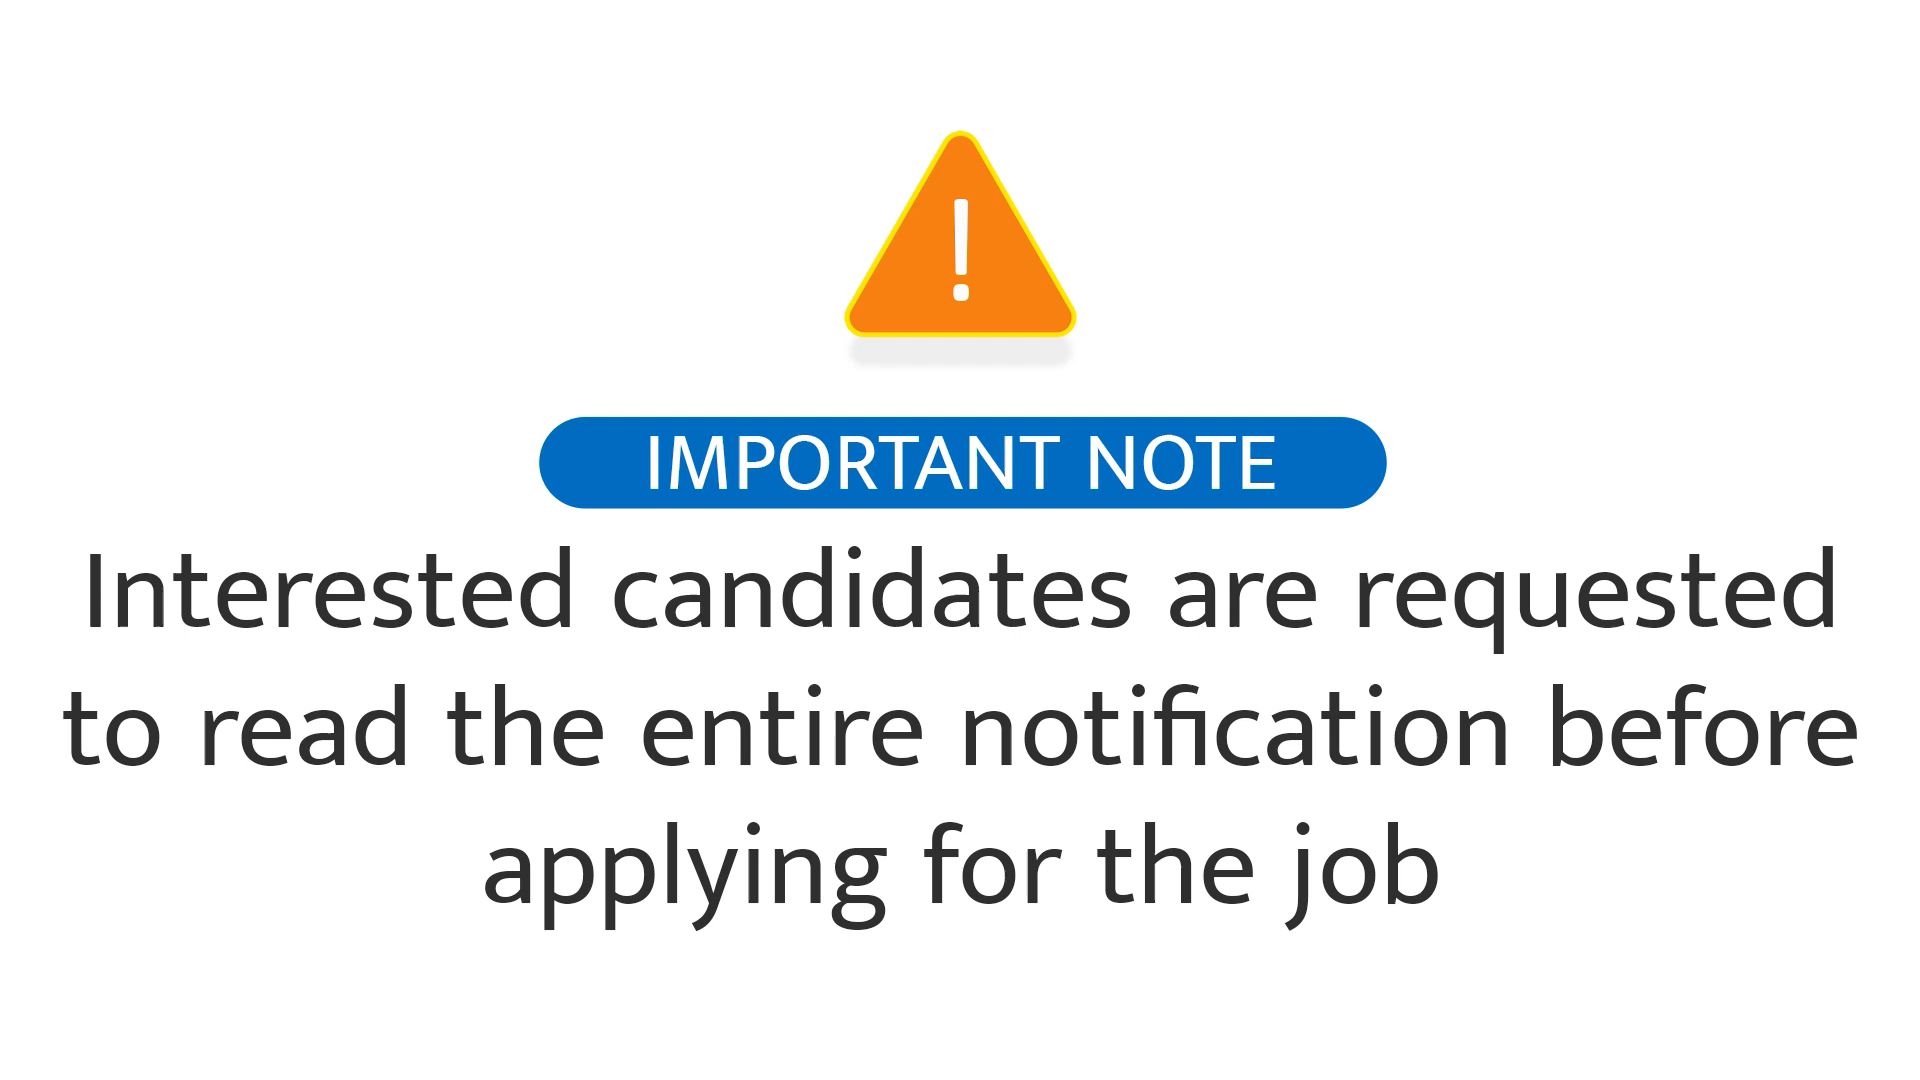 !
IMPORTANT NOTE
Interested candidates are requested
to read the entire notification before
applying for the job